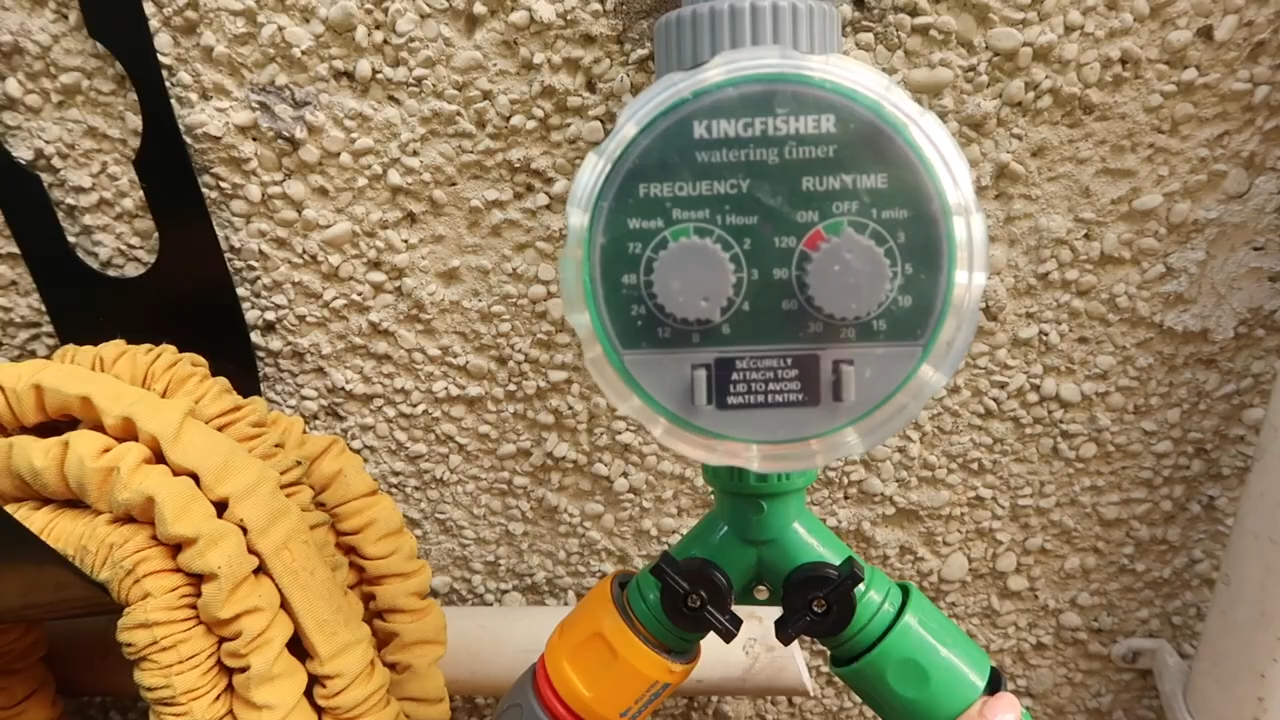 KINGFISHER
watering timer
FREQUENCY RUN TIME
Week Reset 1 Hour 2 3 4 6 8 12 24 48 72
ON OFF 1 min 3 5 10 15 20 30 60 90 120
SECURELY
ATTACH TOP
LID TO AVOID
WATER ENTRY.